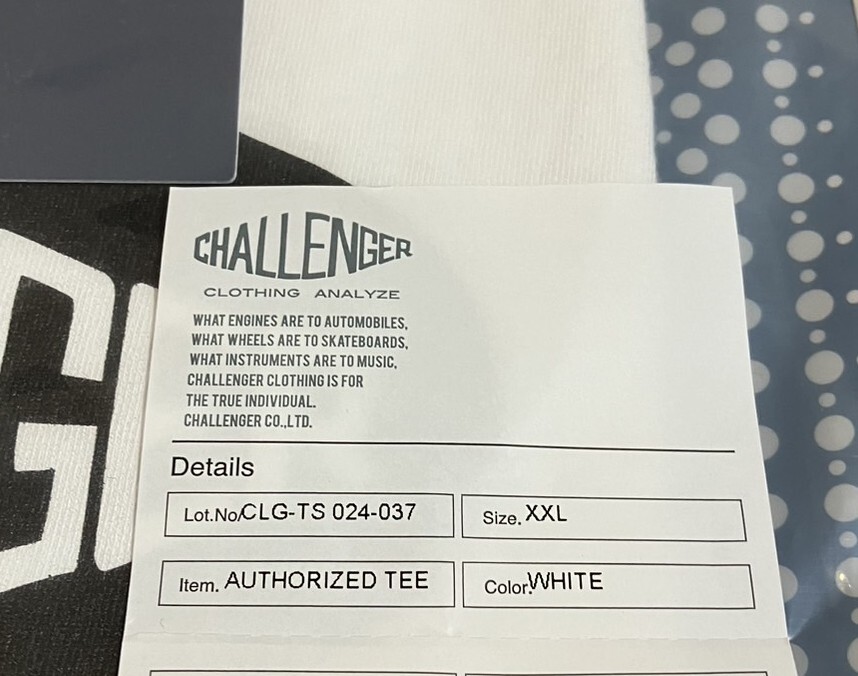 CHALLENGER
CLOTHING ANALYZE
WHAT ENGINES ARE TO AUTOMOBILES,
WHAT WHEELS ARE TO SKATEBOARDS,
WHAT INSTRUMENTS ARE TO MUSIC,
CHALLENGER CLOTHING IS FOR
THE TRUE INDIVIDUAL.
CHALLENGER CO.,LTD.
Details
Lot.No/CLG-TS 024-037
Size. XXL
Item. AUTHORIZED TEE
Color. WHITE
G